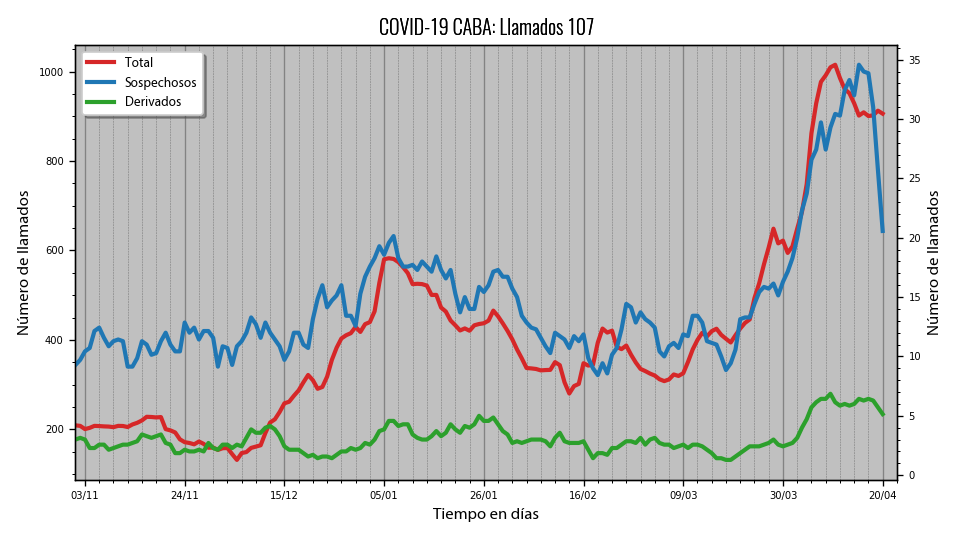 COVID-19 CABA: Llamados 107
Total
Sospechosos
Derivados
Número de llamados
1000
800
600
400
200
35
30
25
20
15
10
5
0
Número de llamados
03/11 24/11 15/12 05/01 26/01 16/02 09/03 30/03 20/04
Tiempo en días